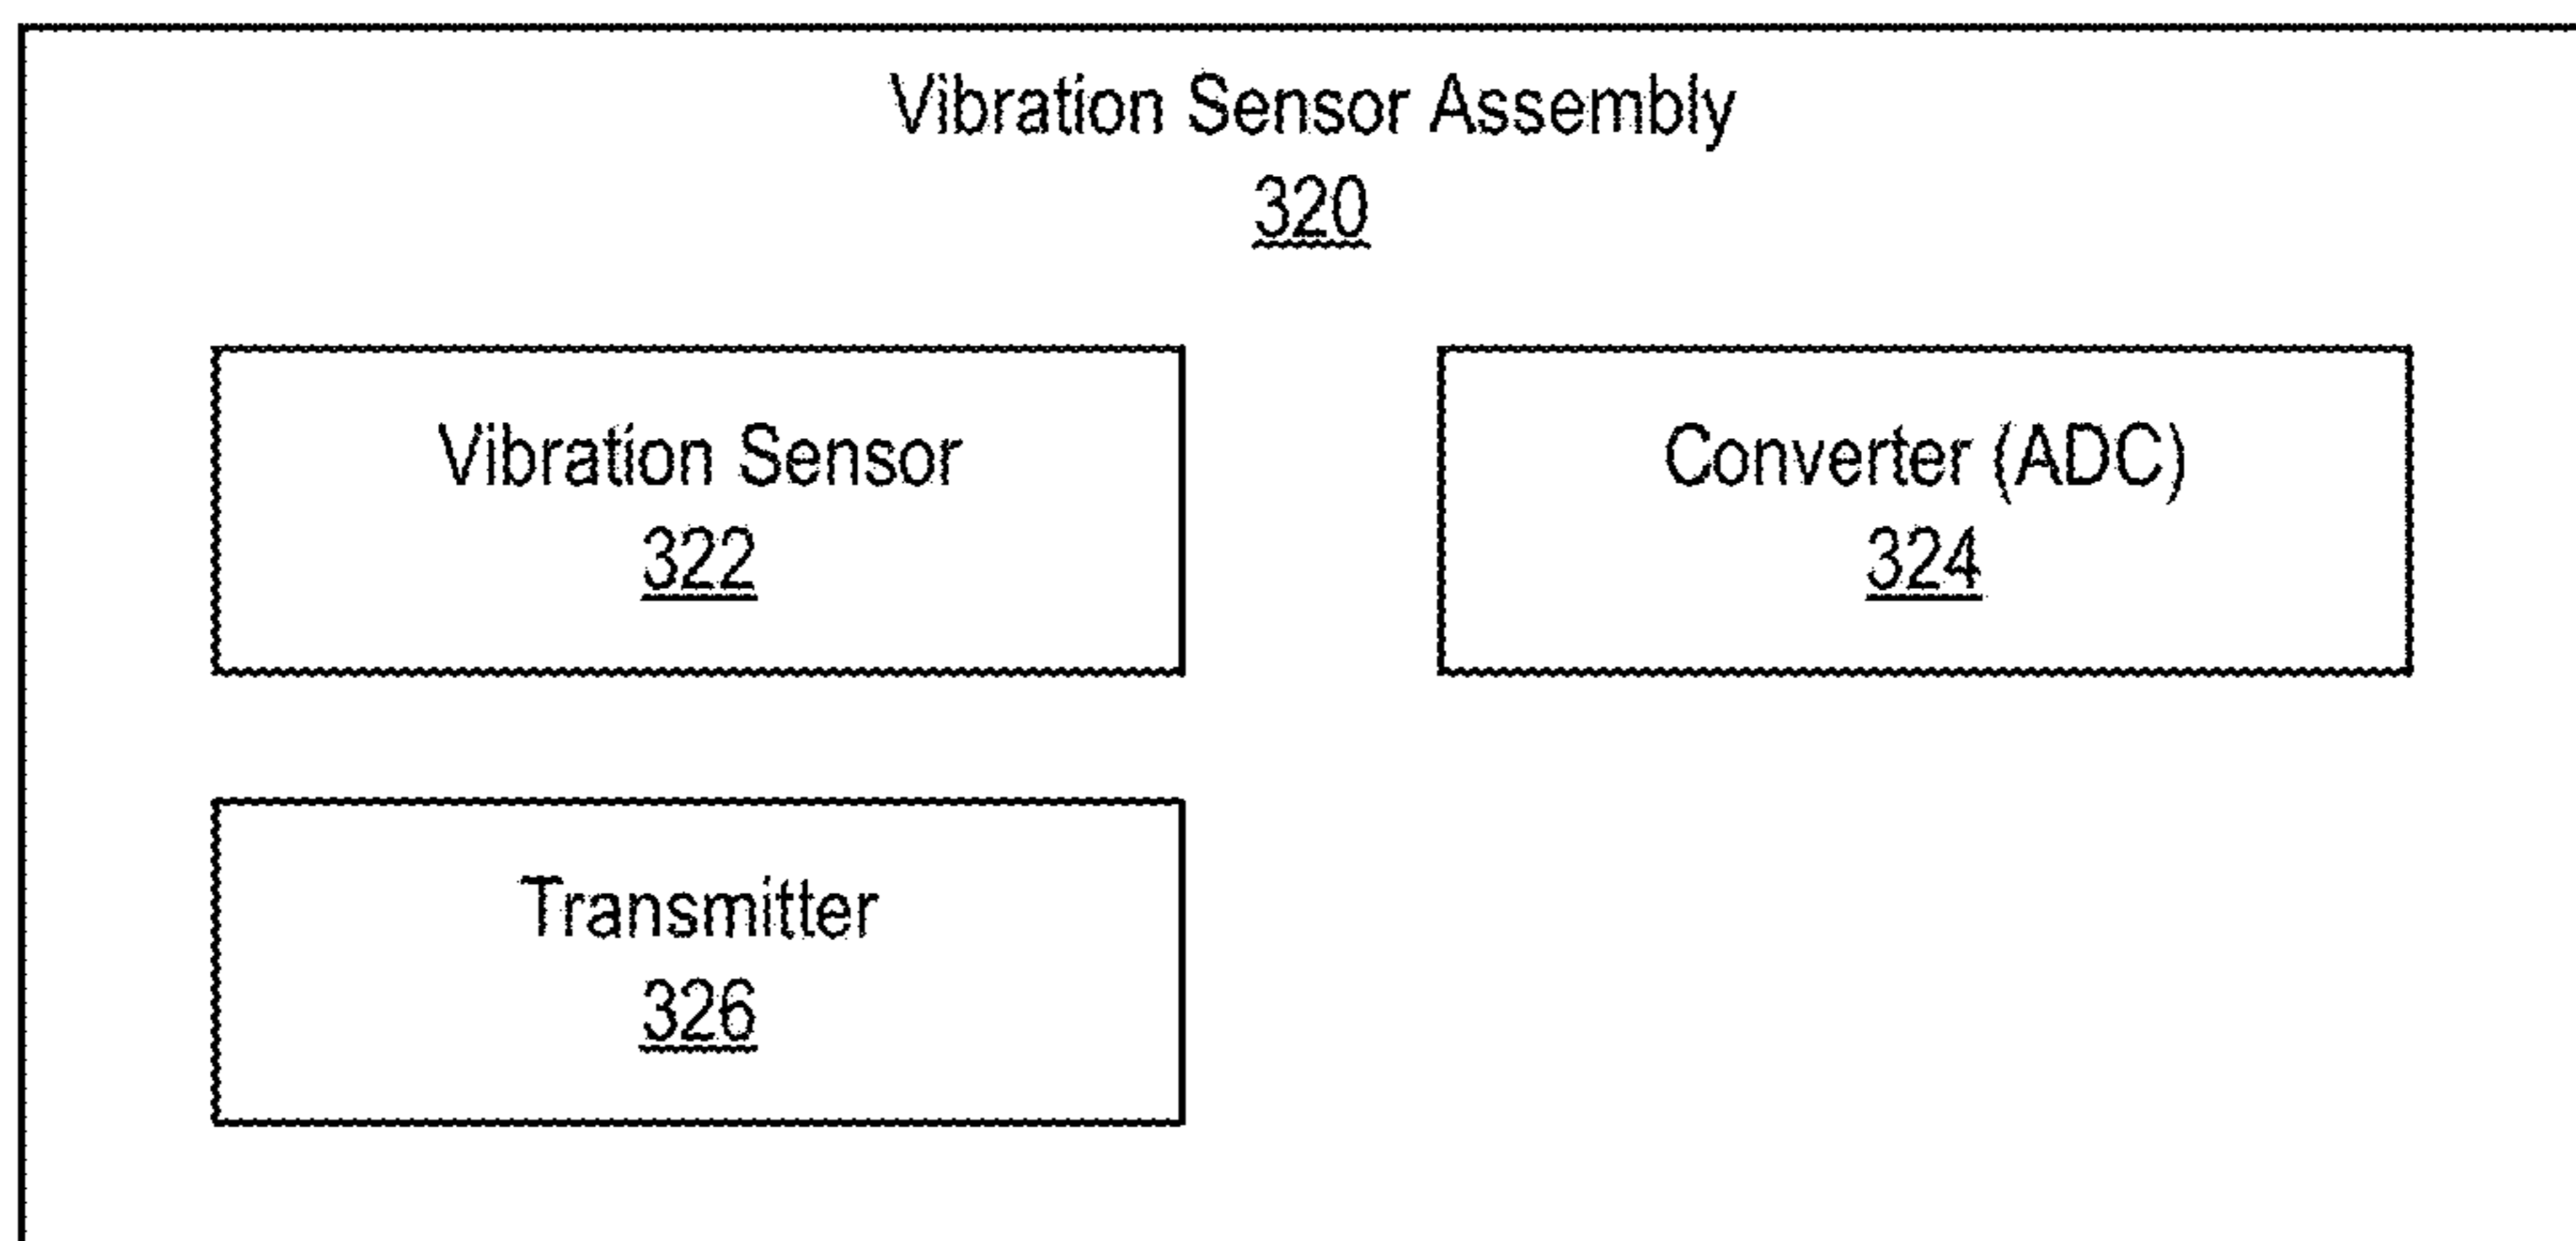 Vibration Sensor Assembly
320
Vibration Sensor
322
Converter (ADC)
324
Transmitter
326